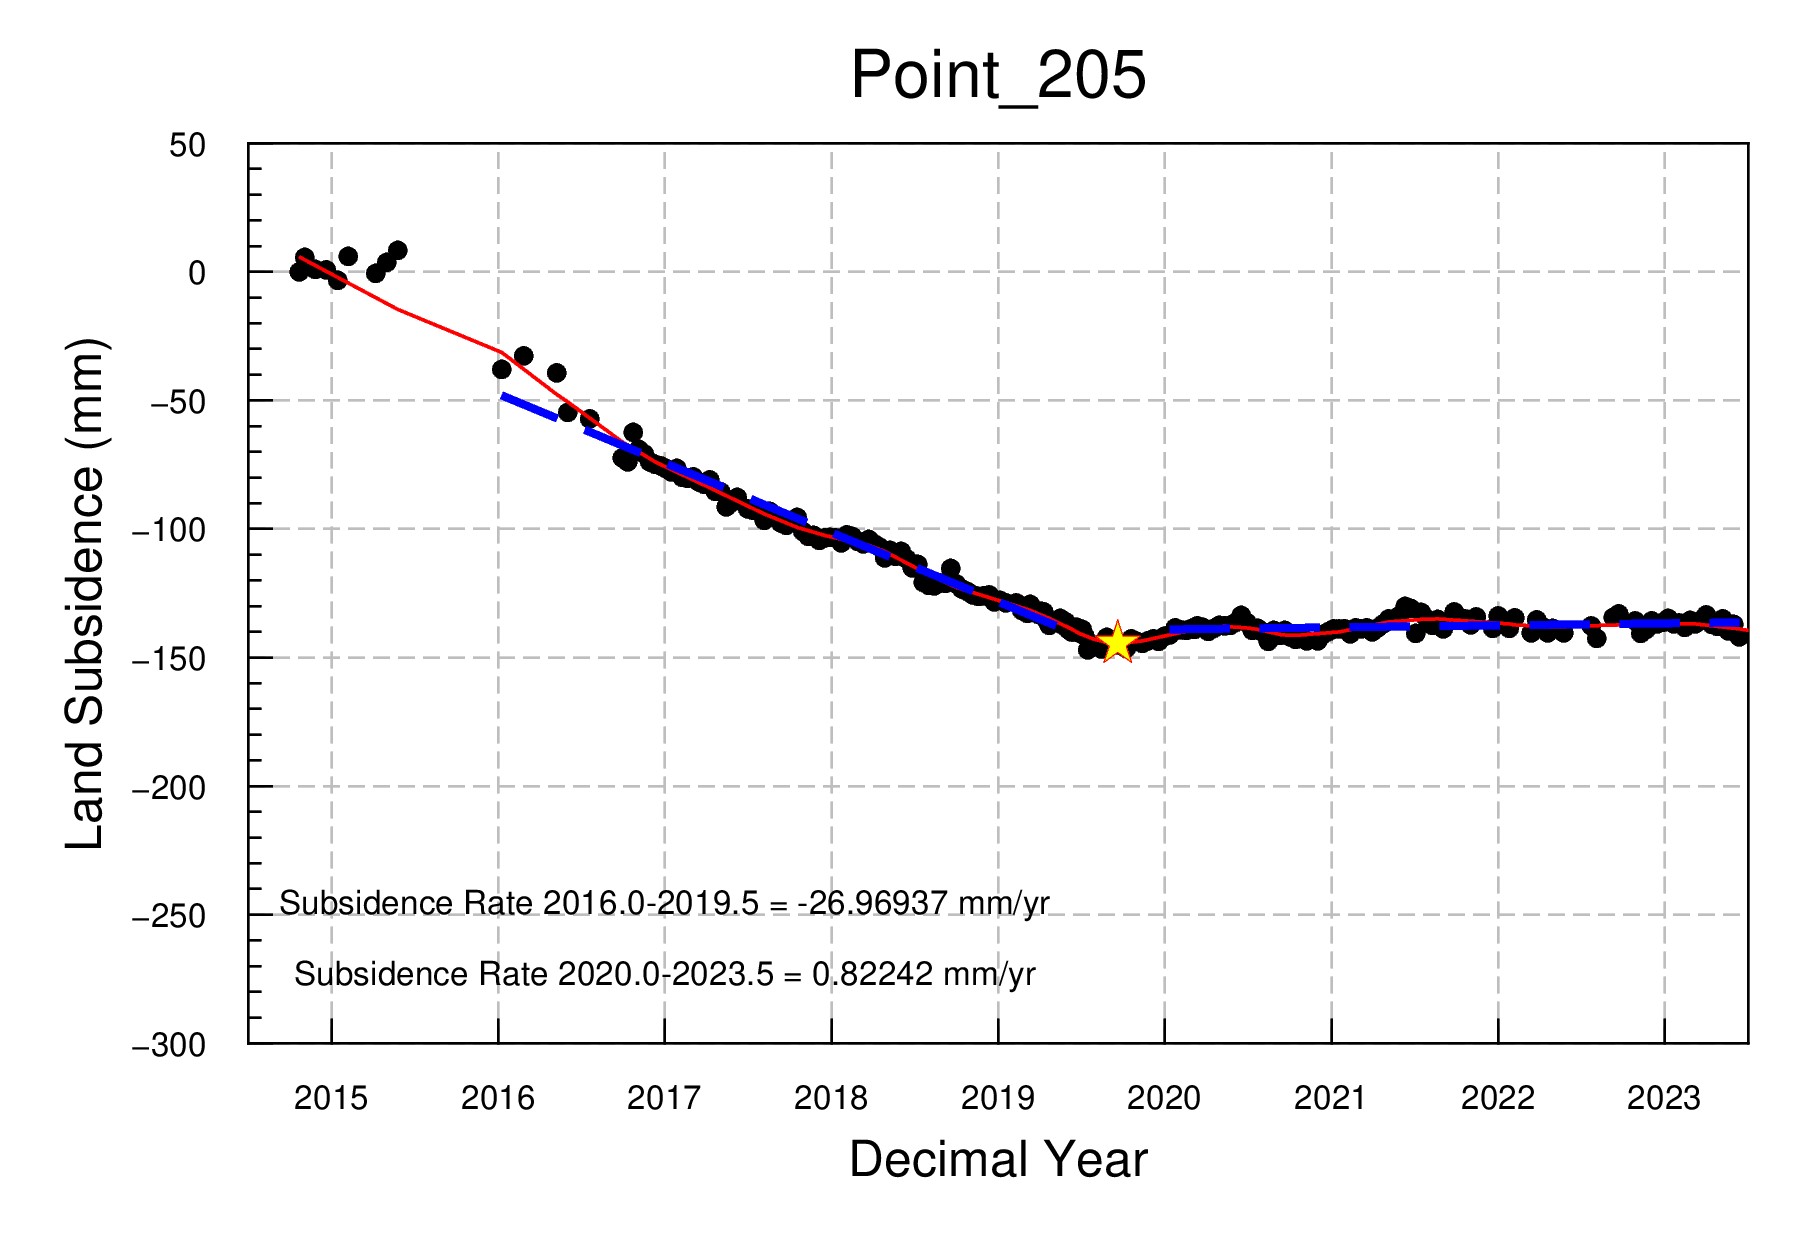 Point_205
50
0
−50
−100
−150
−200
−250
−300
Land Subsidence (mm)
Subsidence Rate 2016.0-2019.5 = -26.96937 mm/yr
Subsidence Rate 2020.0-2023.5 = 0.82242 mm/yr
2015 2016 2017 2018 2019 2020 2021 2022 2023
Decimal Year